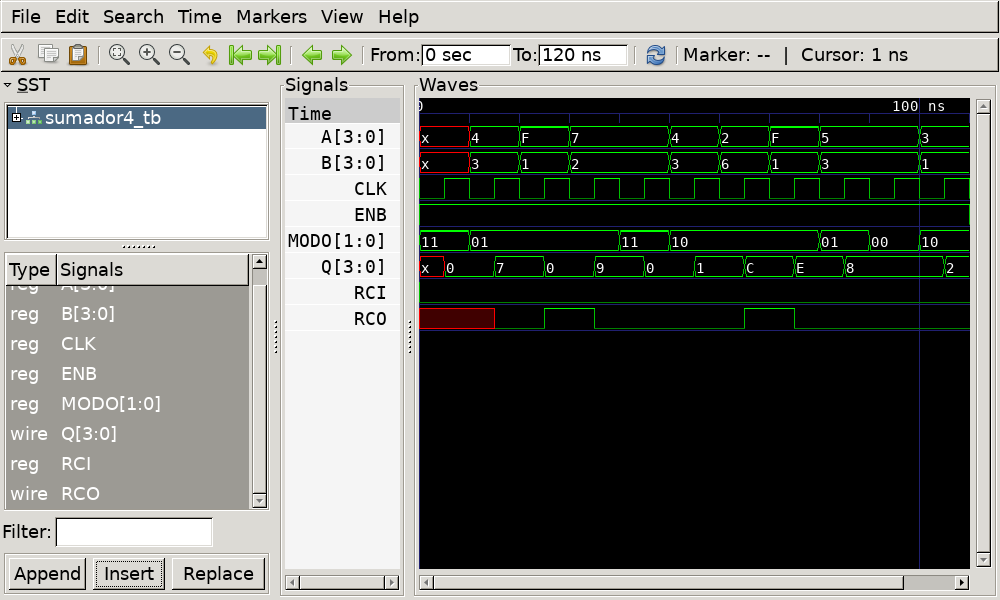 File Edit Search Time Markers View Help
From: 0 sec To: 120 ns Marker: -- | Cursor: 1 ns
SST
sumador4_tb
Type Signals
reg A[3:0]
reg B[3:0]
reg CLK
reg ENB
reg MODO[1:0]
wire Q[3:0]
reg RCI
wire RCO
Filter:
Append Insert Replace
Signals
Time
A[3:0]
B[3:0]
CLK
ENB
MODO[1:0]
Q[3:0]
RCI
RCO
Waves
0 100 ns
x 4 F 7 4 2 F 5 3
x 3 1 2 3 6 1 3 1
11 01 11 10 01 00 10
x 0 7 0 9 0 1 C E 8 2